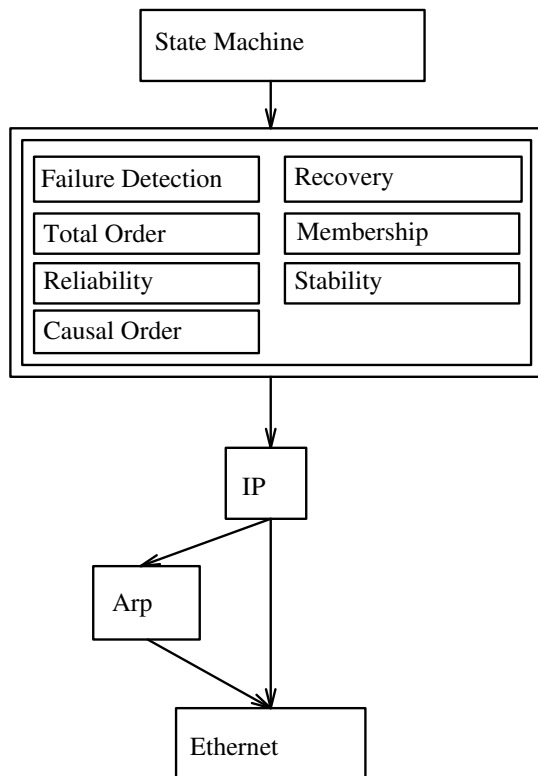 State Machine
Failure Detection
Recovery
Total Order
Membership
Reliability
Stability
Causal Order
IP
Arp
Ethernet